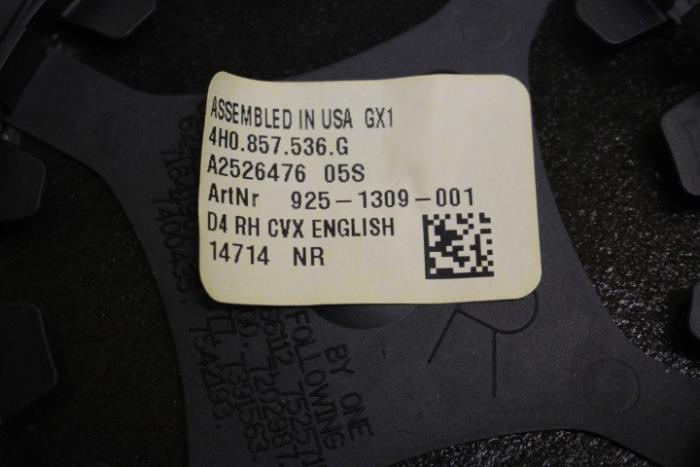 ASSEMBLED IN USA GX1
4H0.857.536.G
A2526476 05S
ArtNr 925-1309-001
D4 RH CVX ENGLISH
14714 NR
R
BY ONE
FOLLOWING